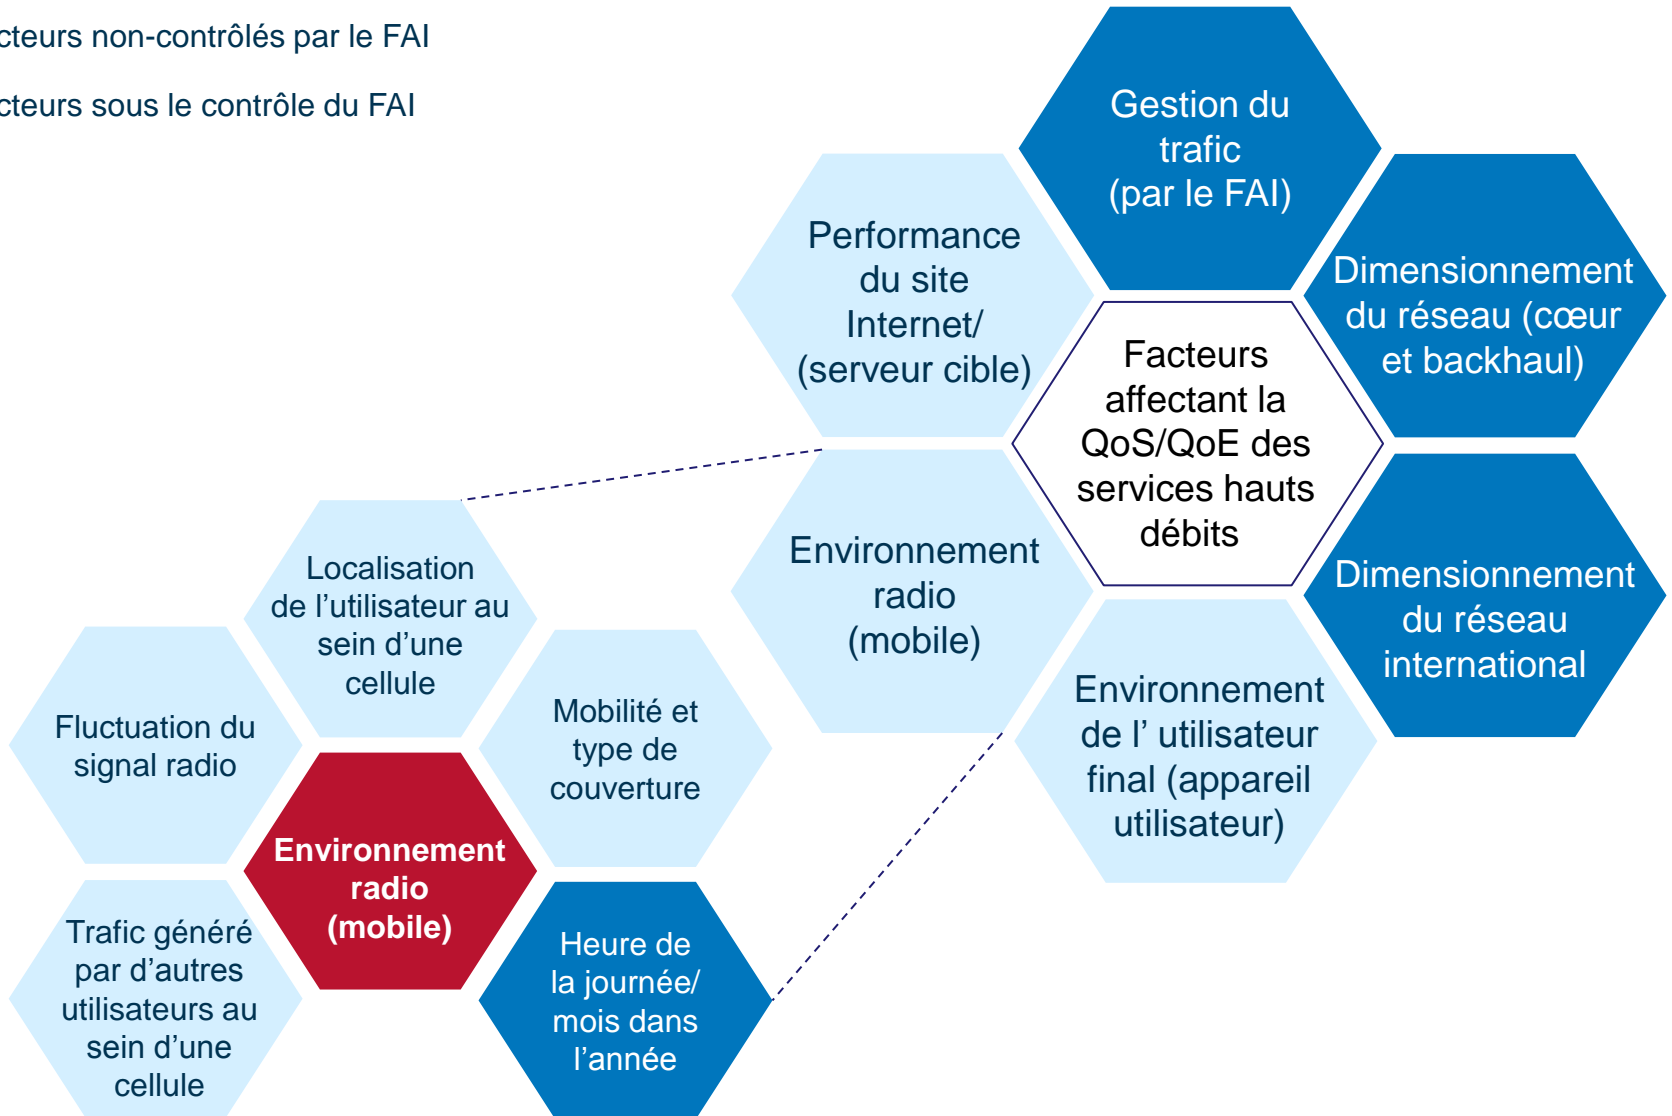 cteurs non-contrôlés par le FAI
cteurs sous le contrôle du FAI
Gestion du
trafic
(par le FAI)
Performance
du site
Internet/
(serveur cible)
Dimensionnement
du réseau (cœur
et backhaul)
Facteurs
affectant la
QoS/QoE des
services hauts
débits
Environnement
radio
(mobile)
Dimensionnement
du réseau
international
Environnement
de l’ utilisateur
final (appareil
utilisateur)
Localisation
de l’utilisateur au
sein d’une
cellule
Fluctuation du
signal radio
Mobilité et
type de
couverture
Environnement
radio
(mobile)
Trafic généré
par d’autres
utilisateurs au
sein d’une
cellule
Heure de
la journée/
mois dans
l’année